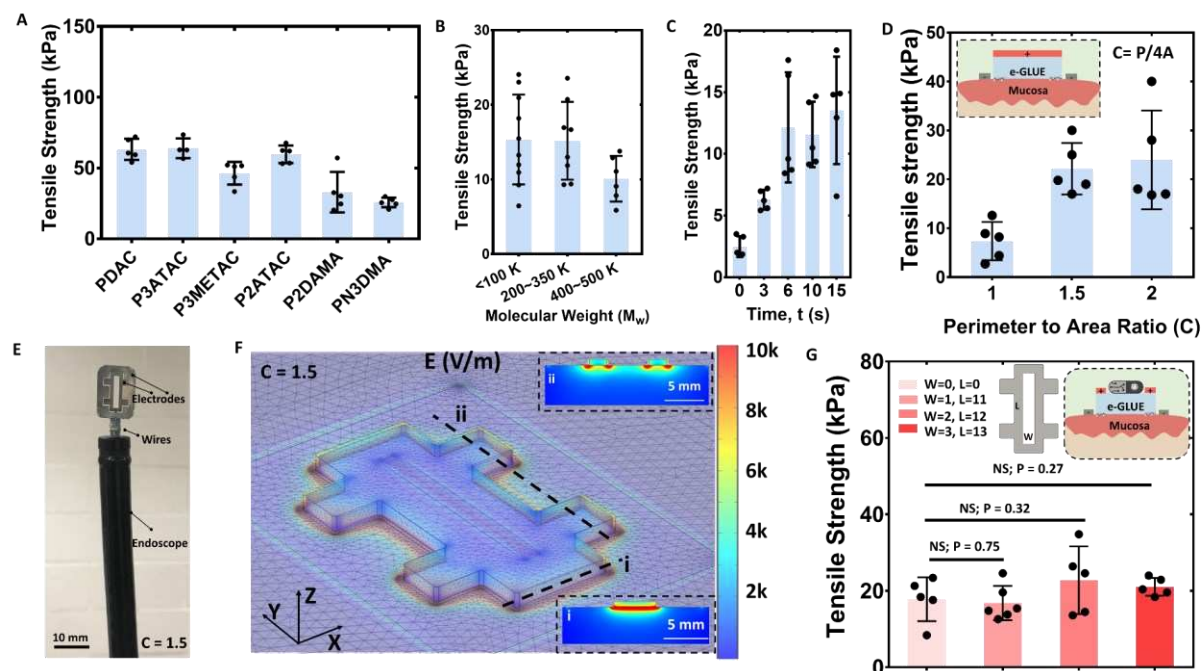 A
Tensile Strength (kPa)
150
100
50
0
PDAC
P3ATAC
P3METAC
P2ATAC
P2DAMA
PN3DMA
B
Tensile Strength (kPa)
30
20
10
0
<100 K
200~350 K
400~500 K
Molecular Weight (Mw)
C
Tensile Strength (kPa)
20
15
10
5
0
0 3 6 10 15
Time, t (s)
D
Tensile strength (kPa)
50
40
30
20
10
0
+
e-GLUE
Mucosa
C= P/4A
1 1.5 2
Perimeter to Area Ratio (C)
E
Electrodes
Wires
Endoscope
10 mm
C = 1.5
F
C = 1.5
E (V/m)
ii
5 mm
ii
i
i
5 mm
Z
Y
X
10k
8k
6k
4k
2k
G
Tensile Strength (kPa)
80
60
40
20
0
W=0, L=0
W=1, L=11
W=2, L=12
W=3, L=13
L
W
+ +
e-GLUE
Mucosa
NS; P = 0.27
NS; P = 0.32
NS; P = 0.75